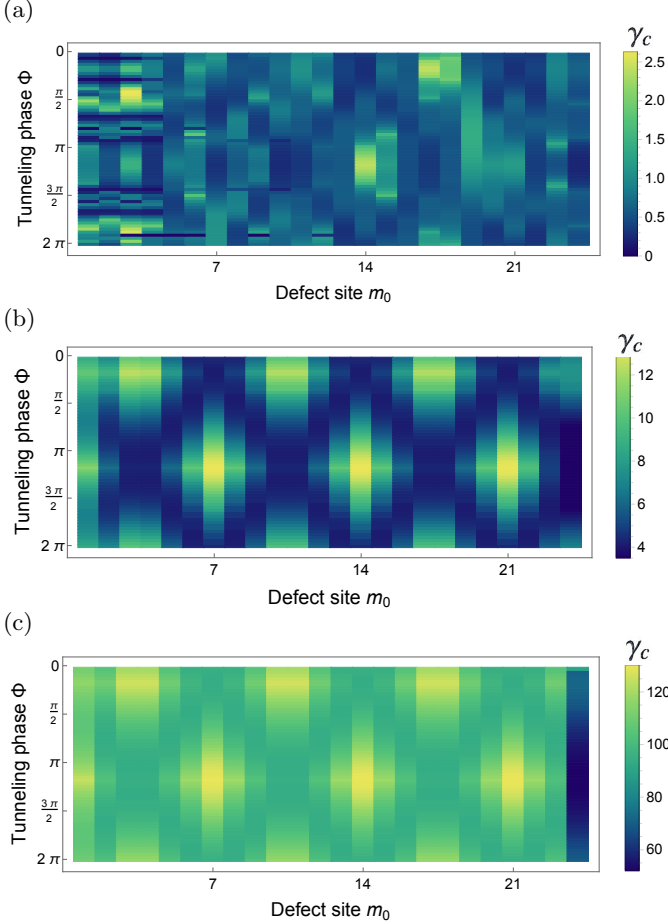 (a)
γc
Tunneling phase Φ
0
π/2
π
3π/2
2π
7
14
21
Defect site m0
2.5
2.0
1.5
1.0
0.5
0
(b)
γc
Tunneling phase Φ
0
π/2
π
3π/2
2π
7
14
21
Defect site m0
12
10
8
6
4
(c)
γc
Tunneling phase Φ
0
π/2
π
3π/2
2π
7
14
21
Defect site m0
120
100
80
60